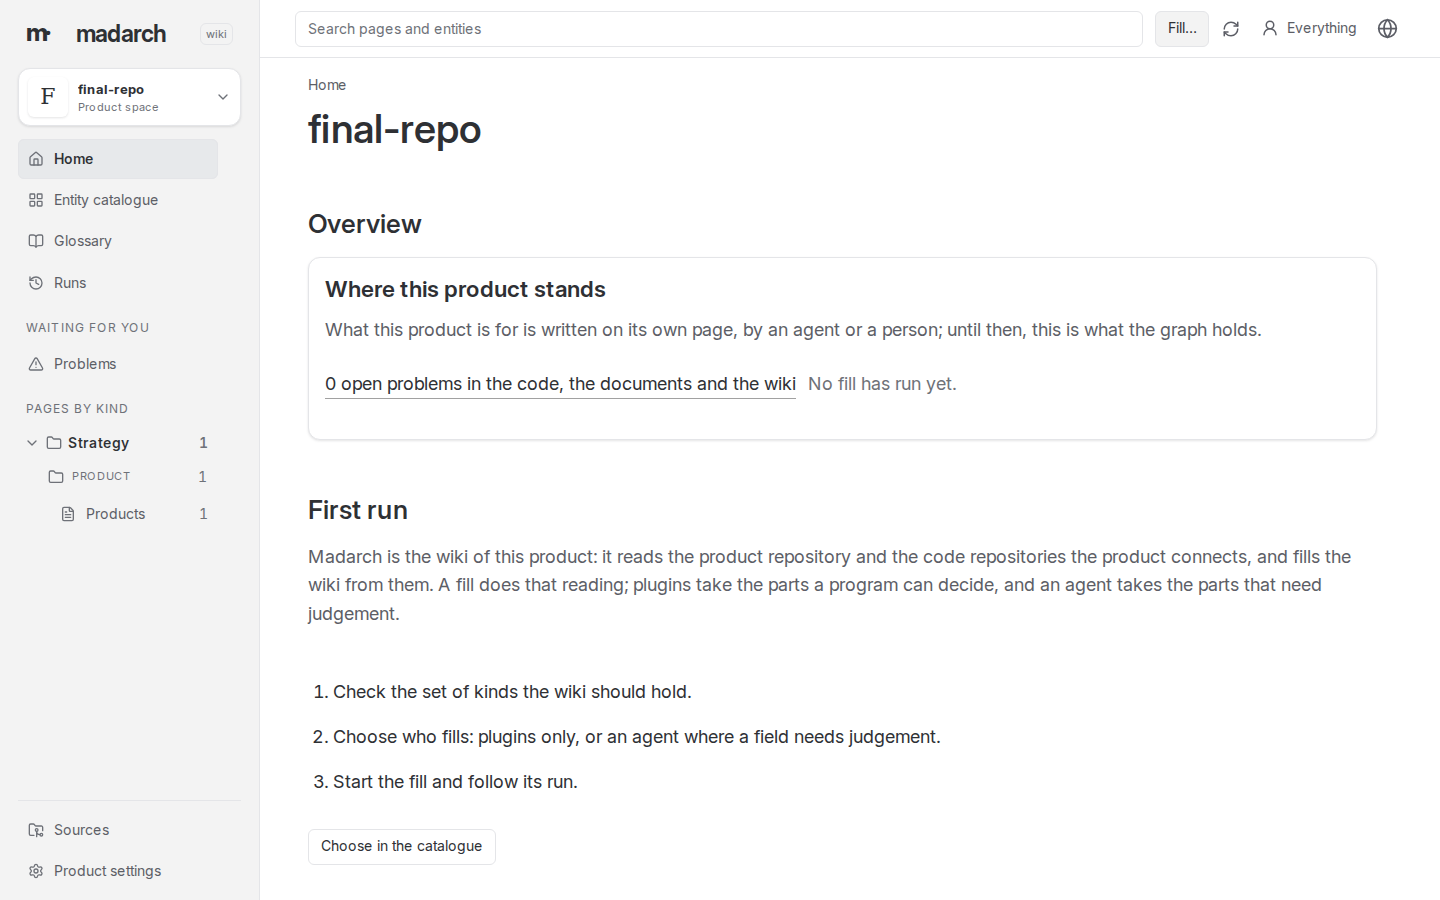 m· madarch wiki
F final-repo
Product space
Home
Entity catalogue
Glossary
Runs
WAITING FOR YOU
Problems
PAGES BY KIND
Strategy 1
PRODUCT 1
Products 1
Sources
Product settings
Search pages and entities
Fill...
Everything
Home
final-repo
Overview
Where this product stands
What this product is for is written on its own page, by an agent or a person; until then, this is what the graph holds.
0 open problems in the code, the documents and the wiki No fill has run yet.
First run
Madarch is the wiki of this product: it reads the product repository and the code repositories the product connects, and fills the
wiki from them. A fill does that reading; plugins take the parts a program can decide, and an agent takes the parts that need
judgement.
1. Check the set of kinds the wiki should hold.
2. Choose who fills: plugins only, or an agent where a field needs judgement.
3. Start the fill and follow its run.
Choose in the catalogue